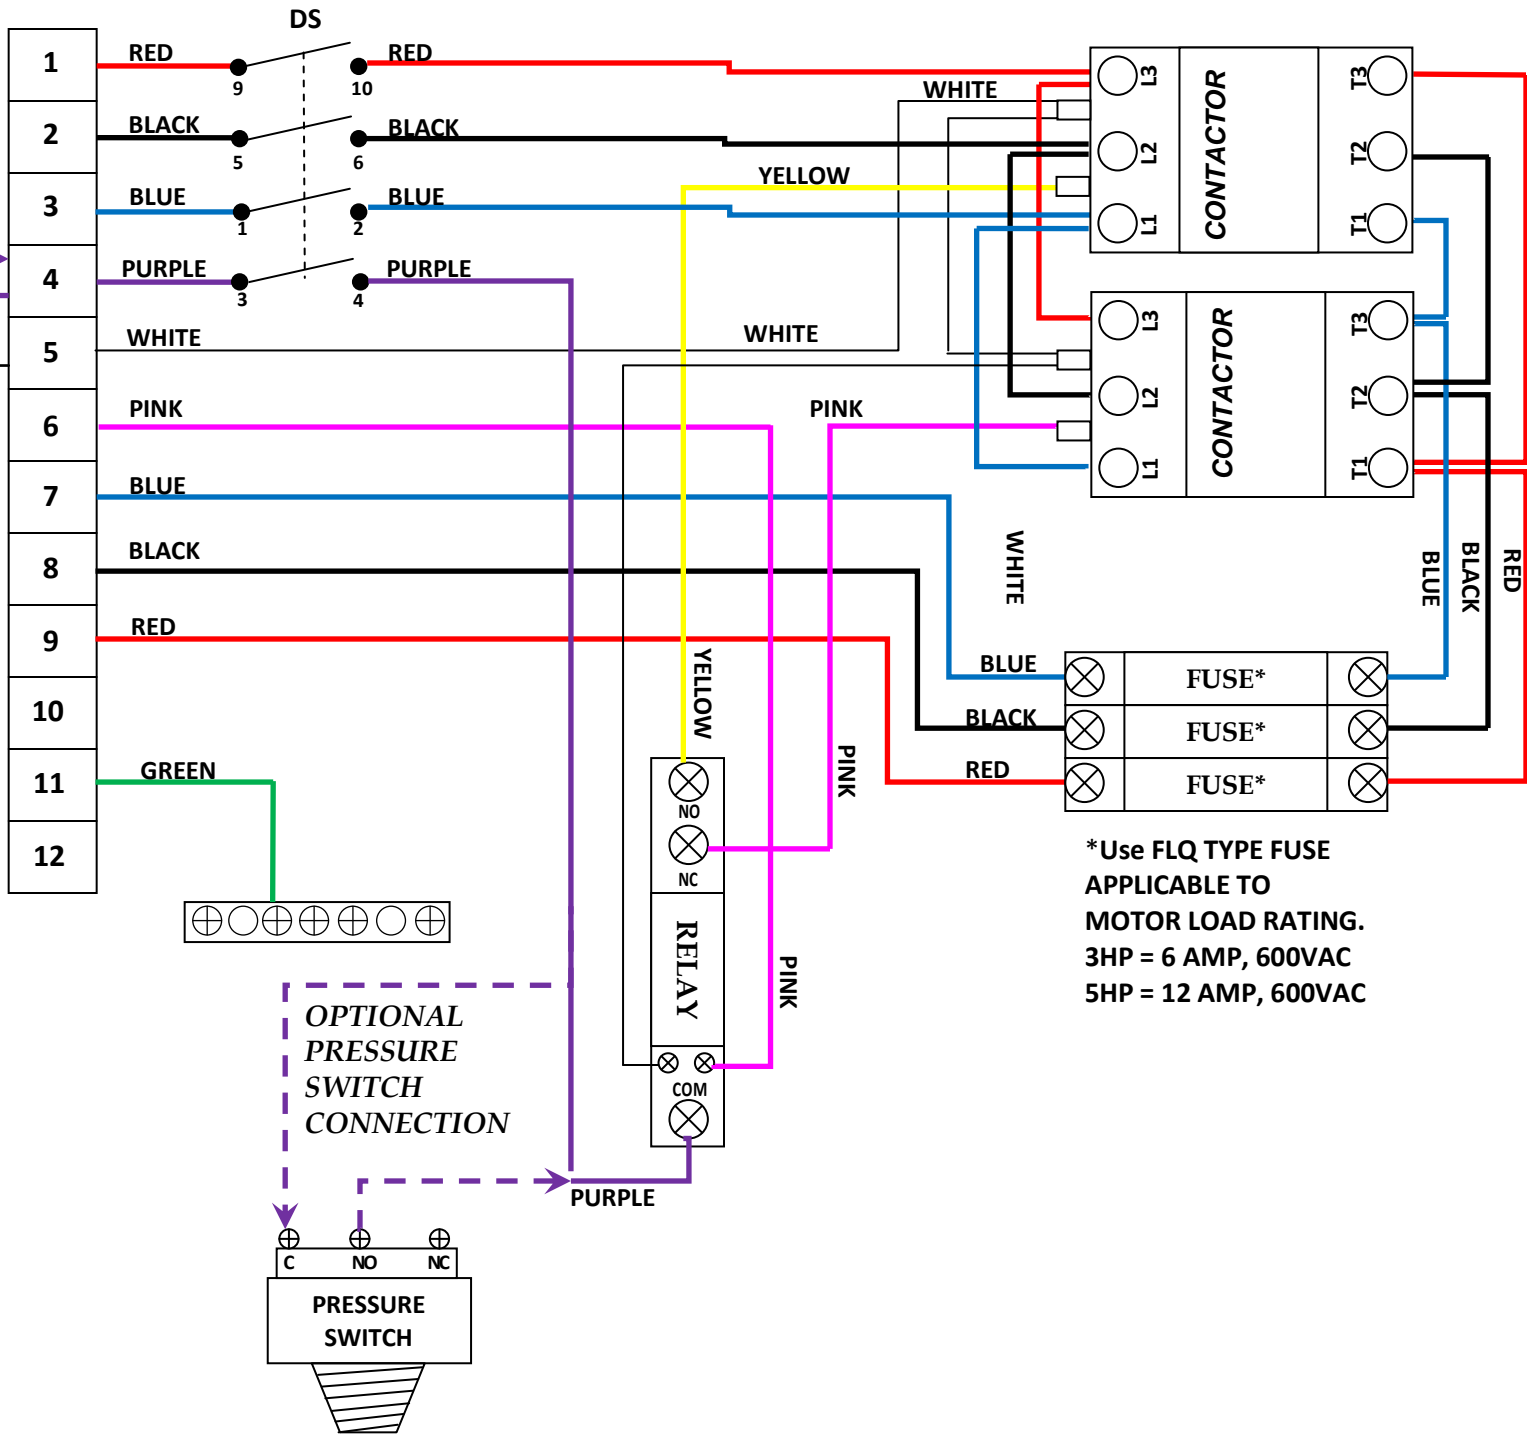 DS
1
RED
9
10
RED
2
BLACK
5
6
BLACK
3
BLUE
1
2
BLUE
4
PURPLE
3
4
PURPLE
5
WHITE
WHITE
WHITE
YELLOW
6
PINK
PINK
7
BLUE
8
BLACK
9
RED
10
11
GREEN
12
L3
L2
L1
CONTACTOR
T3
T2
T1
L3
L2
L1
CONTACTOR
T3
T2
T1
WHITE
BLUE
BLACK
RED
BLUE
FUSE*
BLACK
FUSE*
RED
FUSE*
*Use FLQ TYPE FUSE
APPLICABLE TO
MOTOR LOAD RATING.
3HP = 6 AMP, 600VAC
5HP = 12 AMP, 600VAC
YELLOW
PINK
PINK
NO
NC
RELAY
COM
PURPLE
OPTIONAL
PRESSURE
SWITCH
CONNECTION
C
NO
NC
PRESSURE
SWITCH